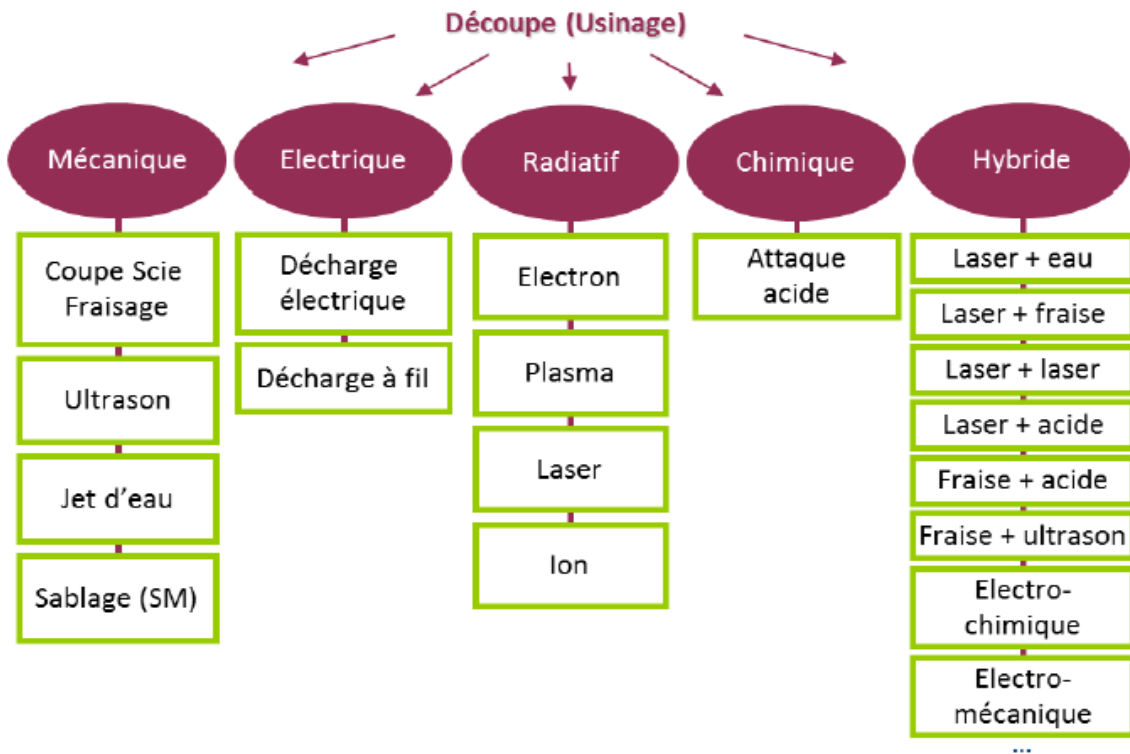 Découpe (Usinage)
Mécanique
Coupe Scie
Fraisage
Ultrason
Jet d'eau
Sablage (SM)
Electrique
Décharge
électrique
Décharge à fil
Radiatif
Electron
Plasma
Laser
Ion
Chimique
Attaque
acide
Hybride
Laser + eau
Laser + fraise
Laser + laser
Laser + acide
Fraise + acide
Fraise + ultrason
Electro-
chimique
Electro-
mécanique
...